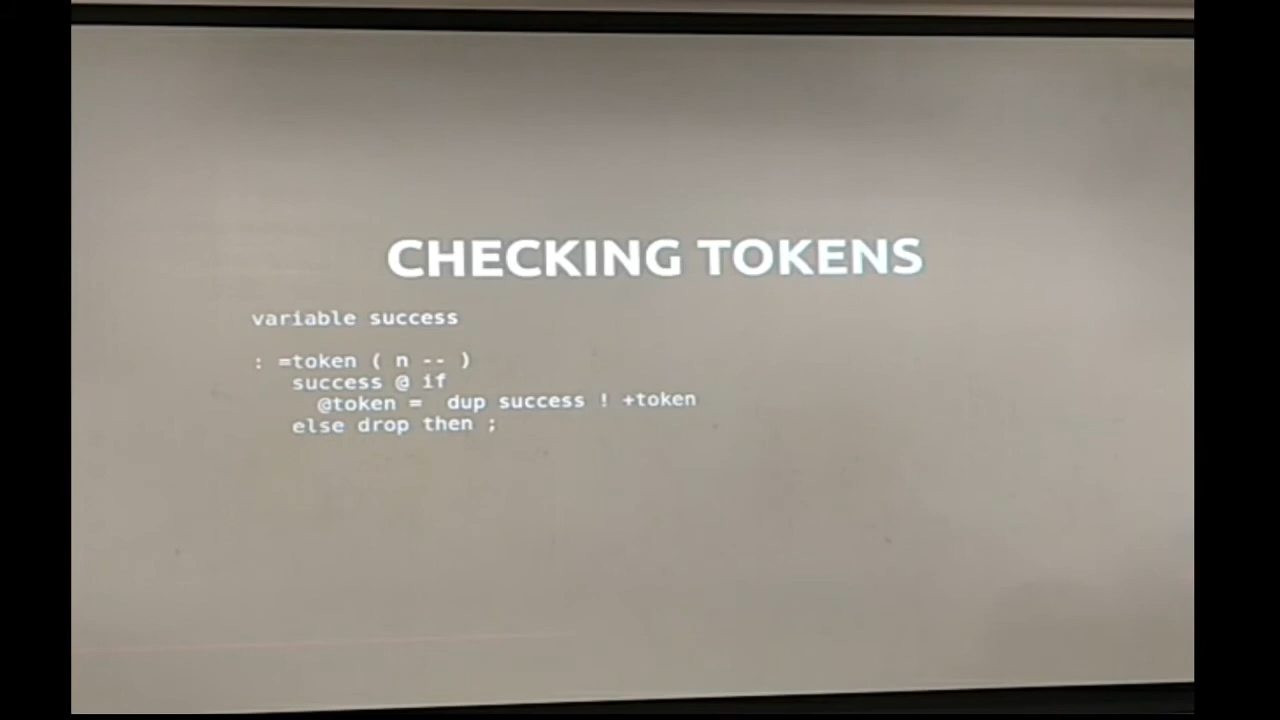 CHECKING TOKENS
variable success
: =token ( n -- )
success @ if
@token =  dup success ! +token
else drop then ;